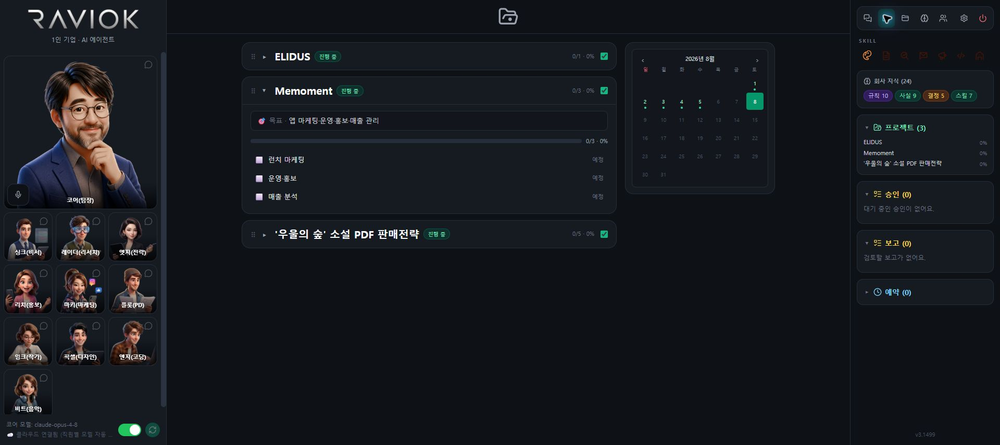 RAVIOK
1인 기업 · AI 에이전트
코어(팀장)
싱크(비서)
레이더(리서치)
엣지(전략)
리치(홍보)
마키(마케팅)
플롯(PD)
잉크(작가)
픽셀(디자인)
엔지(코딩)
비트(음악)
코어 모델: claude-opus-4-8
클라우드 연결됨 (직원별 모델 자동 ...
ELIDUS 진행 중 0/1 · 0%
Memoment 진행 중 0/3 · 0%
목표 · 앱 마케팅·운영·홍보·매출 관리
0/3 · 0%
런치 마케팅 예정
운영·홍보 예정
매출 분석 예정
'우울의 숲' 소설 PDF 판매전략 진행 중 0/5 · 0%
‹ 2026년 8월 ›
일 월 화 수 목 금 토
1
2 3 4 5 6 7 8
9 10 11 12 13 14 15
16 17 18 19 20 21 22
23 24 25 26 27 28 29
30 31
SKILL
회사 지식 (24)
규칙 10 사실 9 결정 5 스킬 7
프로젝트 (3)
ELIDUS 0%
Memoment 0%
'우울의 숲' 소설 PDF 판매전략 0%
승인 (0)
대기 중인 승인이 없어요.
보고 (0)
검토할 보고가 없어요.
예약 (0)
v3.1499